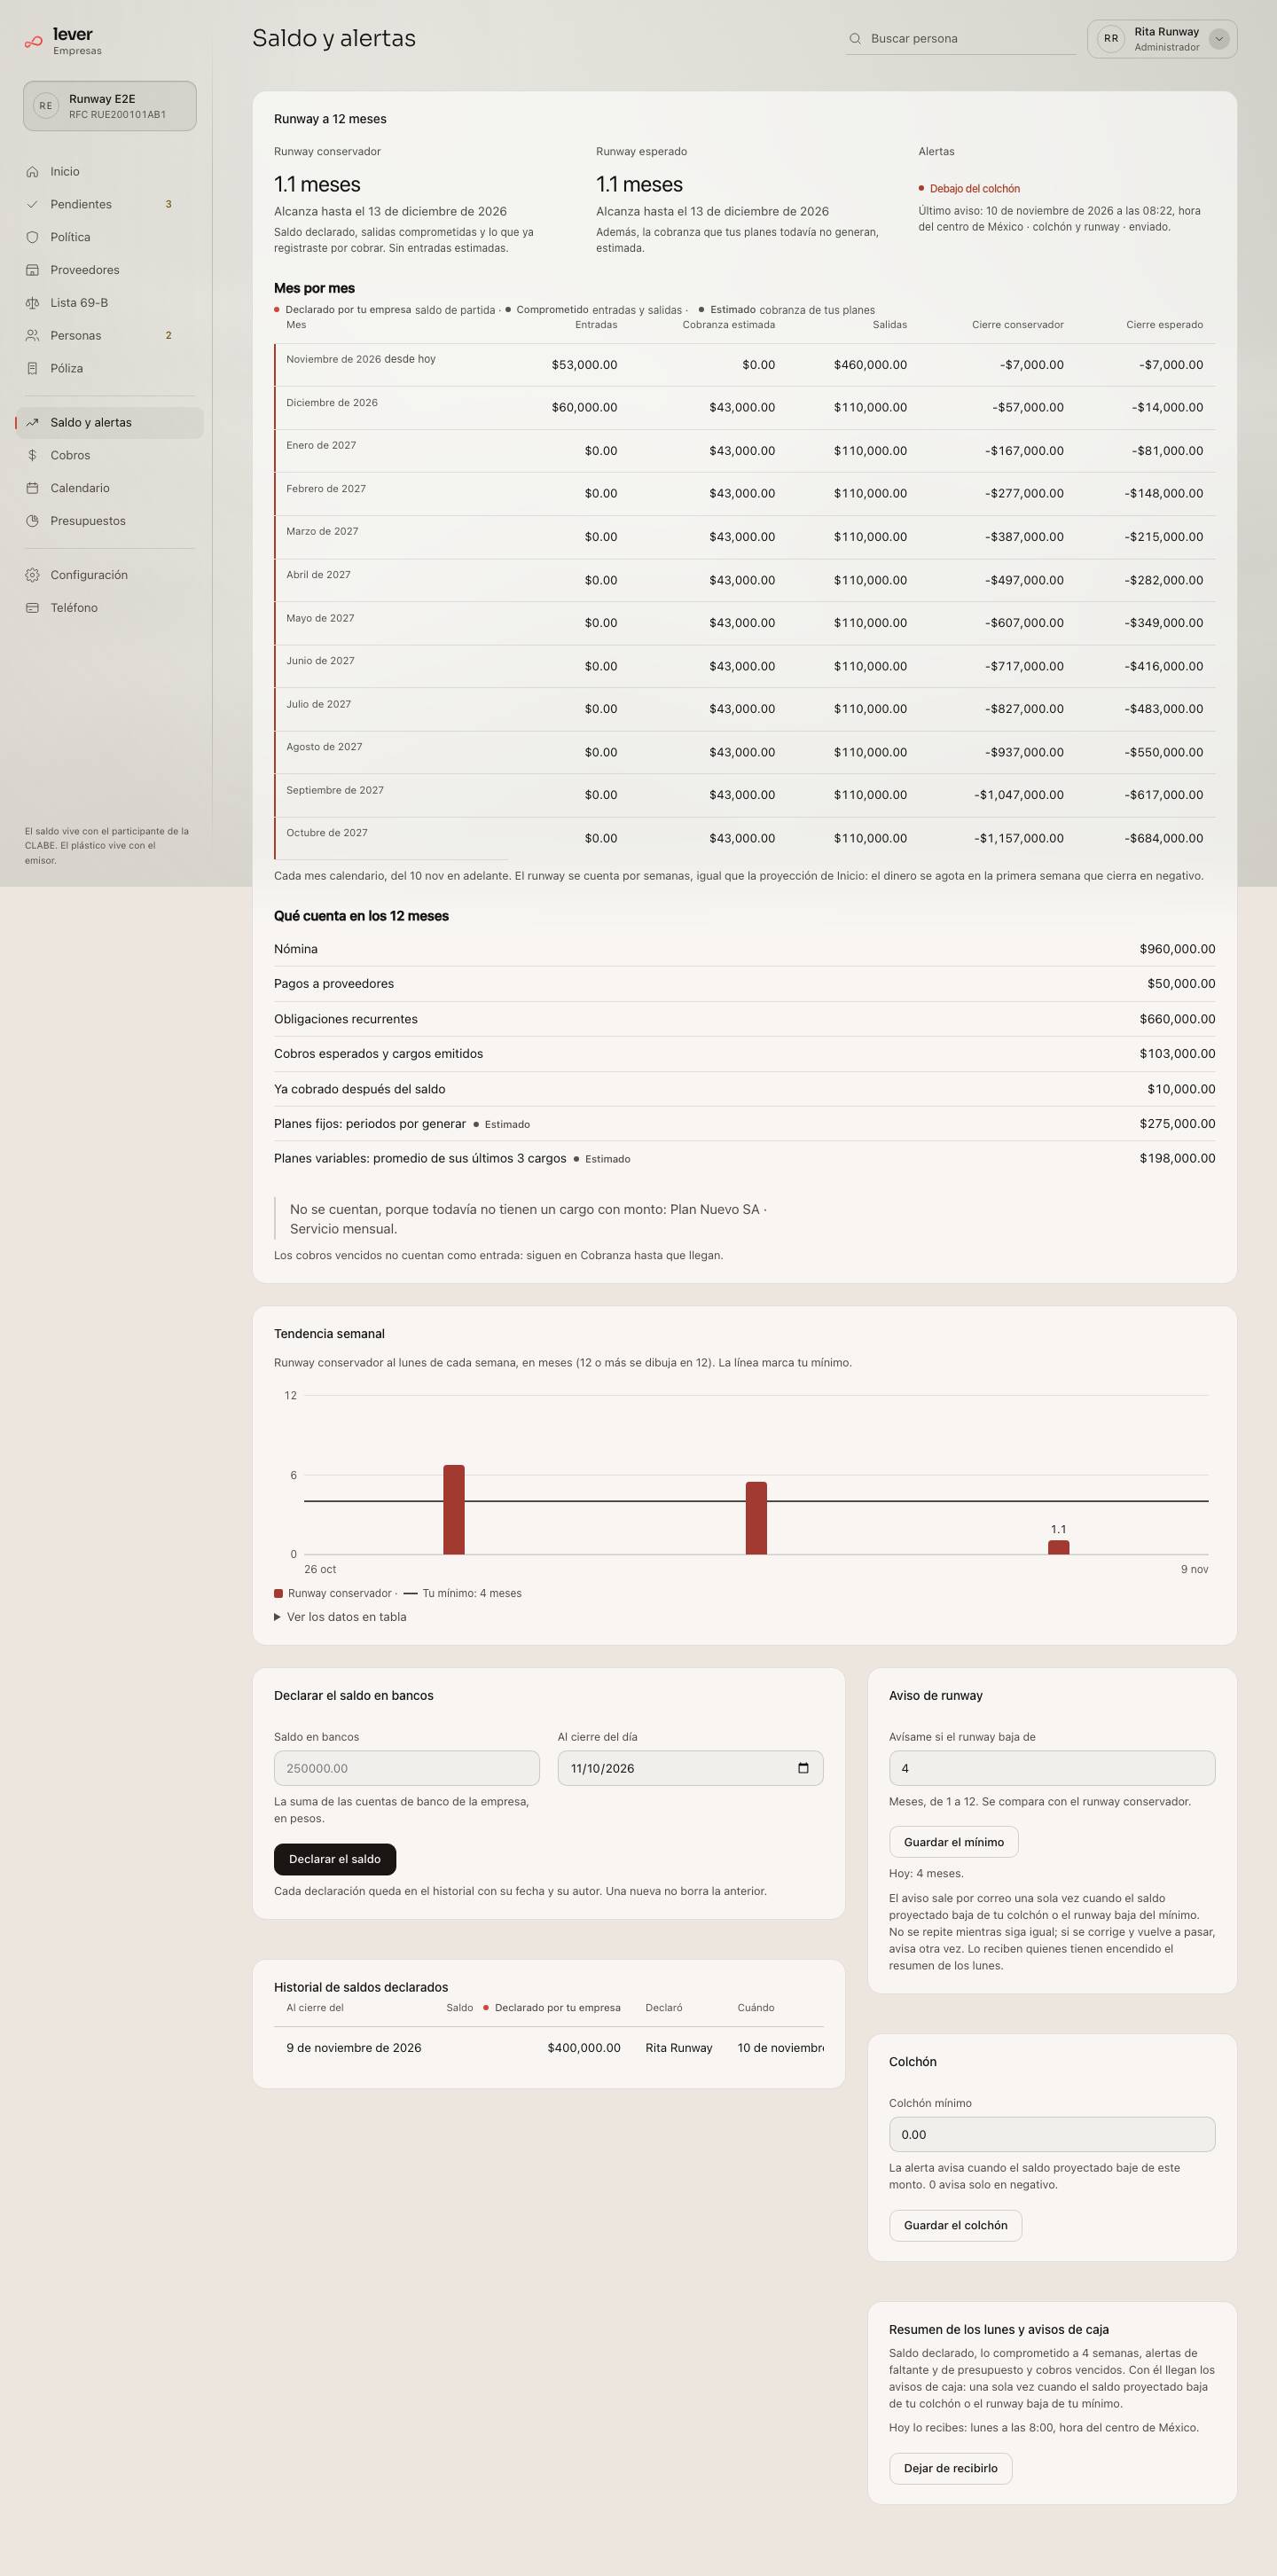 lever
Empresas
RE
Runway E2E
RFC RUE200101AB1
Inicio
Pendientes 3
Política
Proveedores
Lista 69-B
Personas 2
Póliza
Saldo y alertas
Cobros
Calendario
Presupuestos
Configuración
Teléfono
El saldo vive con el participante de la
CLABE. El plástico vive con el
emisor.
Saldo y alertas
Buscar persona
RR
Rita Runway
Administrador
Runway a 12 meses
Runway conservador
1.1 meses
Alcanza hasta el 13 de diciembre de 2026
Saldo declarado, salidas comprometidas y lo que ya
registraste por cobrar. Sin entradas estimadas.
Runway esperado
1.1 meses
Alcanza hasta el 13 de diciembre de 2026
Además, la cobranza que tus planes todavía no generan,
estimada.
Alertas
Debajo del colchón
Último aviso: 10 de noviembre de 2026 a las 08:22, hora
del centro de México · colchón y runway · enviado.
Mes por mes
Declarado por tu empresa saldo de partida · Comprometido entradas y salidas · Estimado cobranza de tus planes
Mes Entradas Cobranza estimada Salidas Cierre conservador Cierre esperado
Noviembre de 2026 desde hoy $53,000.00 $0.00 $460,000.00 -$7,000.00 -$7,000.00
Diciembre de 2026 $60,000.00 $43,000.00 $110,000.00 -$57,000.00 -$14,000.00
Enero de 2027 $0.00 $43,000.00 $110,000.00 -$167,000.00 -$81,000.00
Febrero de 2027 $0.00 $43,000.00 $110,000.00 -$277,000.00 -$148,000.00
Marzo de 2027 $0.00 $43,000.00 $110,000.00 -$387,000.00 -$215,000.00
Abril de 2027 $0.00 $43,000.00 $110,000.00 -$497,000.00 -$282,000.00
Mayo de 2027 $0.00 $43,000.00 $110,000.00 -$607,000.00 -$349,000.00
Junio de 2027 $0.00 $43,000.00 $110,000.00 -$717,000.00 -$416,000.00
Julio de 2027 $0.00 $43,000.00 $110,000.00 -$827,000.00 -$483,000.00
Agosto de 2027 $0.00 $43,000.00 $110,000.00 -$937,000.00 -$550,000.00
Septiembre de 2027 $0.00 $43,000.00 $110,000.00 -$1,047,000.00 -$617,000.00
Octubre de 2027 $0.00 $43,000.00 $110,000.00 -$1,157,000.00 -$684,000.00
Cada mes calendario, del 10 nov en adelante. El runway se cuenta por semanas, igual que la proyección de Inicio: el dinero se agota en la primera semana que cierra en negativo.
Qué cuenta en los 12 meses
Nómina $960,000.00
Pagos a proveedores $50,000.00
Obligaciones recurrentes $660,000.00
Cobros esperados y cargos emitidos $103,000.00
Ya cobrado después del saldo $10,000.00
Planes fijos: periodos por generar Estimado $275,000.00
Planes variables: promedio de sus últimos 3 cargos Estimado $198,000.00
No se cuentan, porque todavía no tienen un cargo con monto: Plan Nuevo SA ·
Servicio mensual.
Los cobros vencidos no cuentan como entrada: siguen en Cobranza hasta que llegan.
Tendencia semanal
Runway conservador al lunes de cada semana, en meses (12 o más se dibuja en 12). La línea marca tu mínimo.
12
6
1.1
0
26 oct 9 nov
Runway conservador · Tu mínimo: 4 meses
Ver los datos en tabla
Declarar el saldo en bancos
Saldo en bancos
250000.00
La suma de las cuentas de banco de la empresa,
en pesos.
Al cierre del día
11/10/2026
Declarar el saldo
Cada declaración queda en el historial con su fecha y su autor. Una nueva no borra la anterior.
Historial de saldos declarados
Al cierre del Saldo Declarado por tu empresa Declaró Cuándo
9 de noviembre de 2026 $400,000.00 Rita Runway 10 de noviembre
Aviso de runway
Avísame si el runway baja de
4
Meses, de 1 a 12. Se compara con el runway conservador.
Guardar el mínimo
Hoy: 4 meses.
El aviso sale por correo una sola vez cuando el saldo
proyectado baja de tu colchón o el runway baja del mínimo.
No se repite mientras siga igual; si se corrige y vuelve a pasar,
avisa otra vez. Lo reciben quienes tienen encendido el
resumen de los lunes.
Colchón
Colchón mínimo
0.00
La alerta avisa cuando el saldo proyectado baje de este
monto. 0 avisa solo en negativo.
Guardar el colchón
Resumen de los lunes y avisos de caja
Saldo declarado, lo comprometido a 4 semanas, alertas de
faltante y de presupuesto y cobros vencidos. Con él llegan los
avisos de caja: una sola vez cuando el saldo proyectado baja
de tu colchón o el runway baja de tu mínimo.
Hoy lo recibes: lunes a las 8:00, hora del centro de México.
Dejar de recibirlo